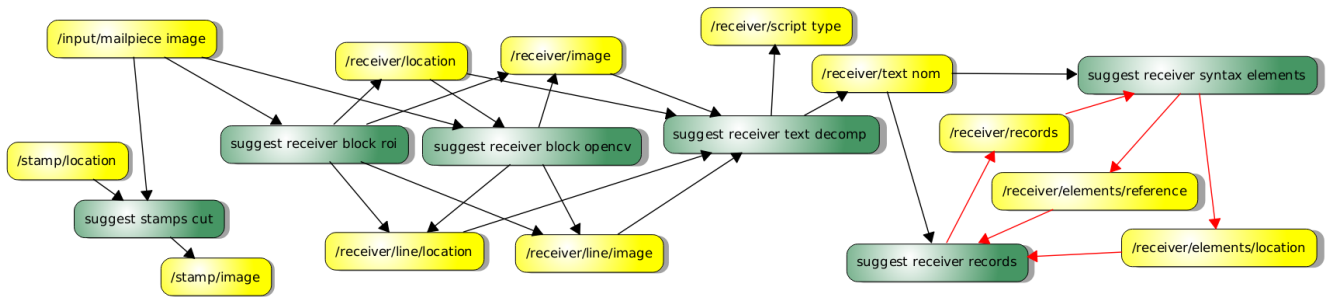 /input/mailpiece image
/receiver/location
/receiver/image
/receiver/script type
/receiver/text nom
suggest receiver syntax elements
/stamp/location
suggest receiver block roi
suggest receiver block opencv
suggest receiver text decomp
/receiver/records
/receiver/elements/reference
suggest stamps cut
/receiver/line/location
/receiver/line/image
suggest receiver records
/receiver/elements/location
/stamp/image